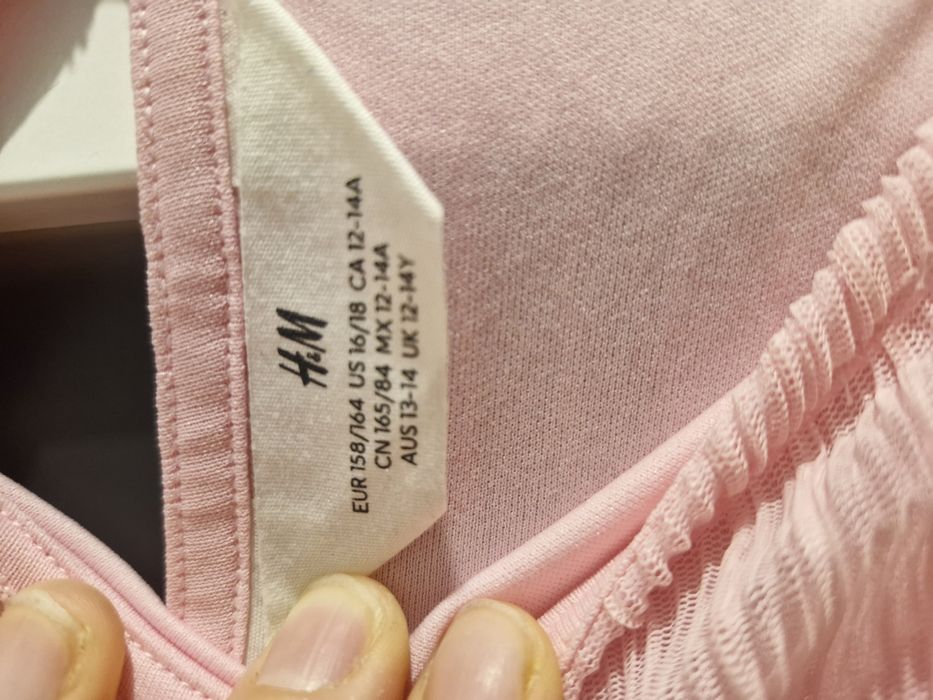 H&M
EUR 158/164 US 16/18 CA 12-14A
CN 165/84 MX 12-14A
AUS 13-14 UK 12-14Y